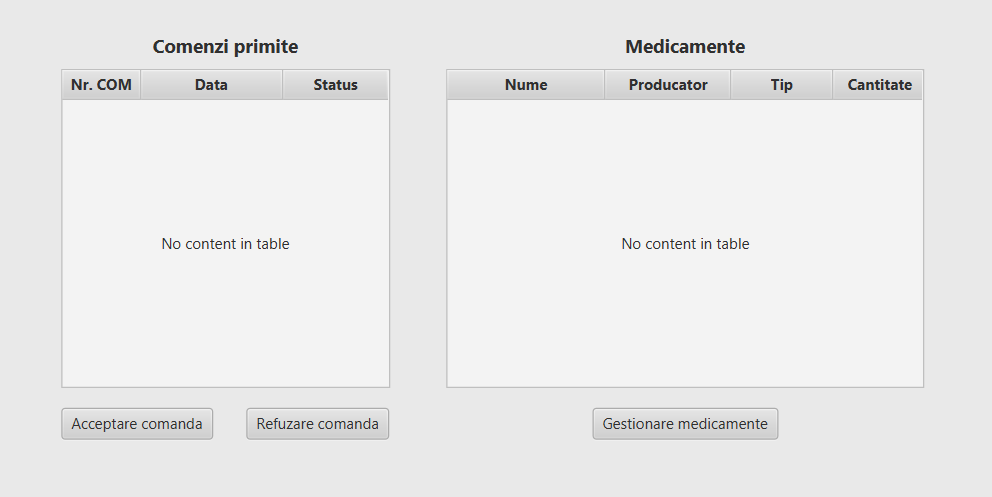 Comenzi primite
Nr. COM Data Status
No content in table
Acceptare comanda Refuzare comanda
Medicamente
Nume Producator Tip Cantitate
No content in table
Gestionare medicamente